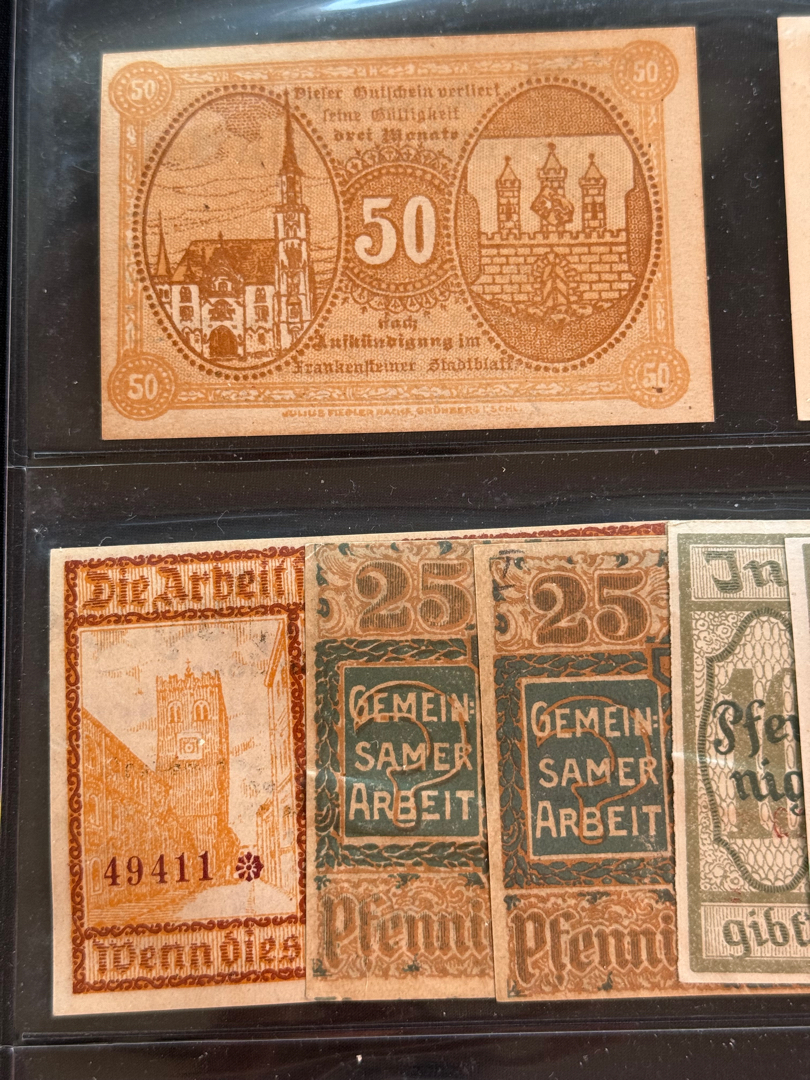 50
50
Dieser Gutschein verliert
seine Gültigkeit
drei Monate
50
nach
Aufkündigung im
Frankensteiner Stadtblatt.
50
50
JULIUS FIEGLER NACHF. GRÜNBERG I. SCHL.
Die Arbeit
49411
Wenn dies
25
GEMEIN:
SAMER
ARBEIT
Pfenni
25
GEMEIN:
SAMER
ARBEIT
Pfenni
In
10
Pfen
nig
gibt